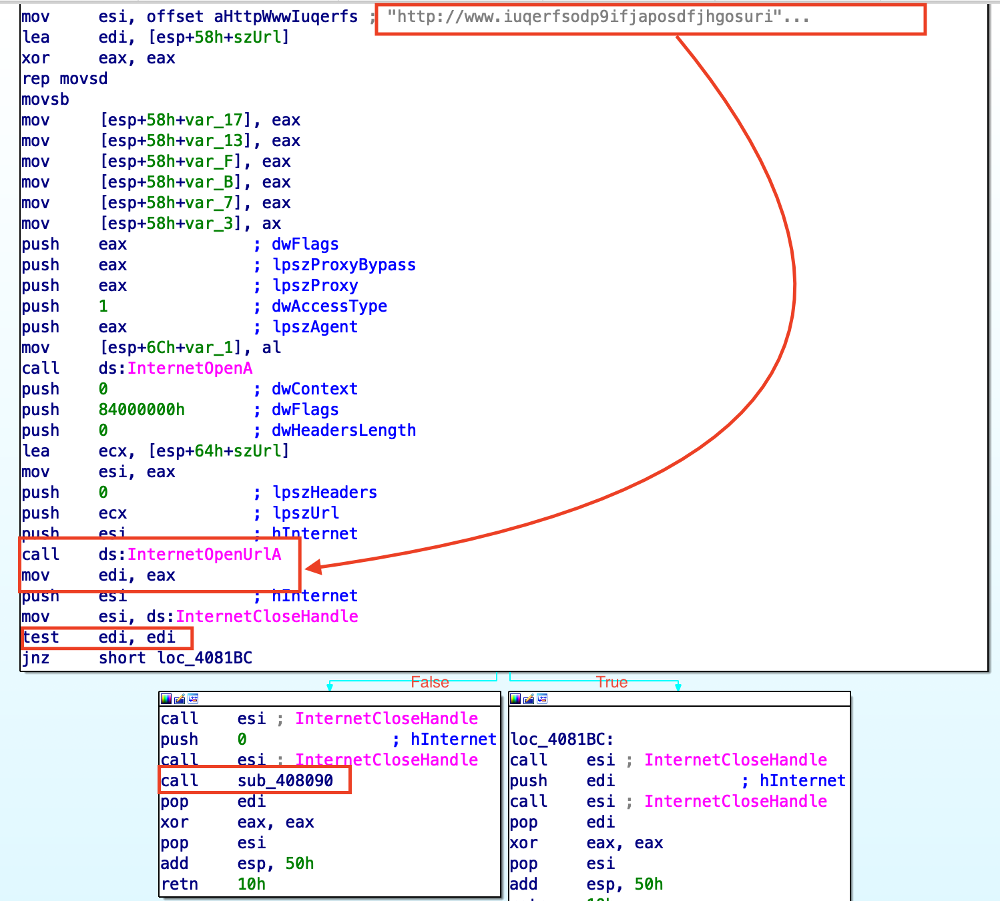 mov esi, offset aHttpWwwIuqerfs ; "http://www.iuqerfsodp9ifjaposdfjhgosuri"...
lea edi, [esp+58h+szUrl]
xor eax, eax
rep movsd
movsb
mov [esp+58h+var_17], eax
mov [esp+58h+var_13], eax
mov [esp+58h+var_F], eax
mov [esp+58h+var_B], eax
mov [esp+58h+var_7], eax
mov [esp+58h+var_3], ax
push eax ; dwFlags
push eax ; lpszProxyBypass
push eax ; lpszProxy
push 1 ; dwAccessType
push eax ; lpszAgent
mov [esp+6Ch+var_1], al
call ds:InternetOpenA
push 0 ; dwContext
push 84000000h ; dwFlags
push 0 ; dwHeadersLength
lea ecx, [esp+64h+szUrl]
mov esi, eax
push 0 ; lpszHeaders
push ecx ; lpszUrl
push esi ; hInternet
call ds:InternetOpenUrlA
mov edi, eax
push esi ; hInternet
mov esi, ds:InternetCloseHandle
test edi, edi
jnz short loc_4081BC
False
True
call esi ; InternetCloseHandle
push 0 ; hInternet
call esi ; InternetCloseHandle
call sub_408090
pop edi
xor eax, eax
pop esi
add esp, 50h
retn 10h
loc_4081BC:
call esi ; InternetCloseHandle
push edi ; hInternet
call esi ; InternetCloseHandle
pop edi
xor eax, eax
pop esi
add esp, 50h